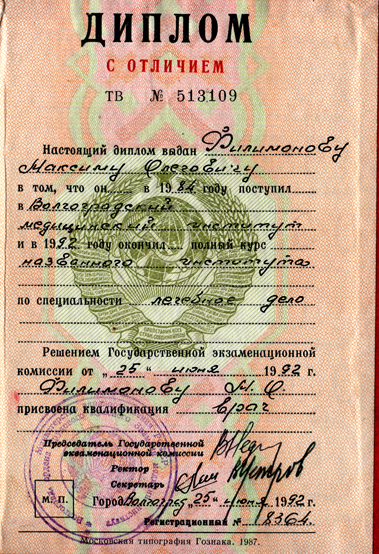 ДИПЛОМ
С ОТЛИЧИЕМ
ТВ № 513109
Настоящий диплом выдан Филимонову
Максиму Олеговичу
в том, что он в 1984 году поступил
в Волгоградский
медицинский институт
и в 1992 году окончил полный курс
названного института
по специальности лечебное дело
Решением Государственной экзаменационной
комиссии от „25“ июня 1992 г.
Филимонову М.О.
присвоена квалификация врач
Председатель Государственной
экзаменационной комиссии
Ректор
Секретарь
М. П.
Город Волгоград „25“ июня 1992 г.
Регистрационный № 18364.
Московская типография Гознака. 1987.